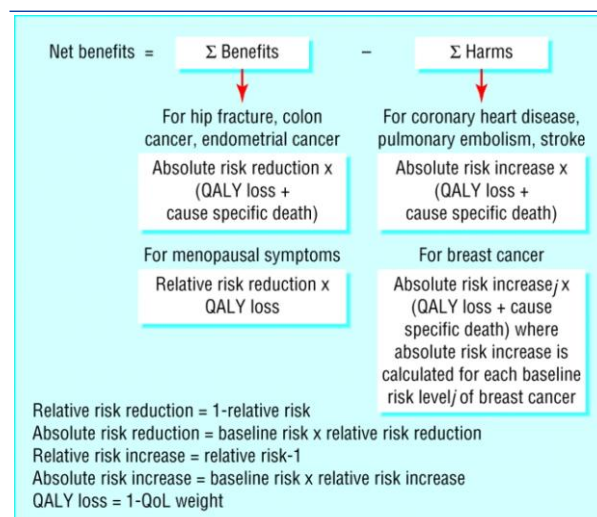 Net benefits = Σ Benefits – Σ Harms
For hip fracture, colon
cancer, endometrial cancer
Absolute risk reduction x
(QALY loss +
cause specific death)
For menopausal symptoms
Relative risk reduction x
QALY loss
For coronary heart disease,
pulmonary embolism, stroke
Absolute risk increase x
(QALY loss +
cause specific death)
For breast cancer
Absolute risk increasej x
(QALY loss + cause
specific death) where
absolute risk increase is
calculated for each baseline
risk levelj of breast cancer
Relative risk reduction = 1-relative risk
Absolute risk reduction = baseline risk x relative risk reduction
Relative risk increase = relative risk-1
Absolute risk increase = baseline risk x relative risk increase
QALY loss = 1-QoL weight